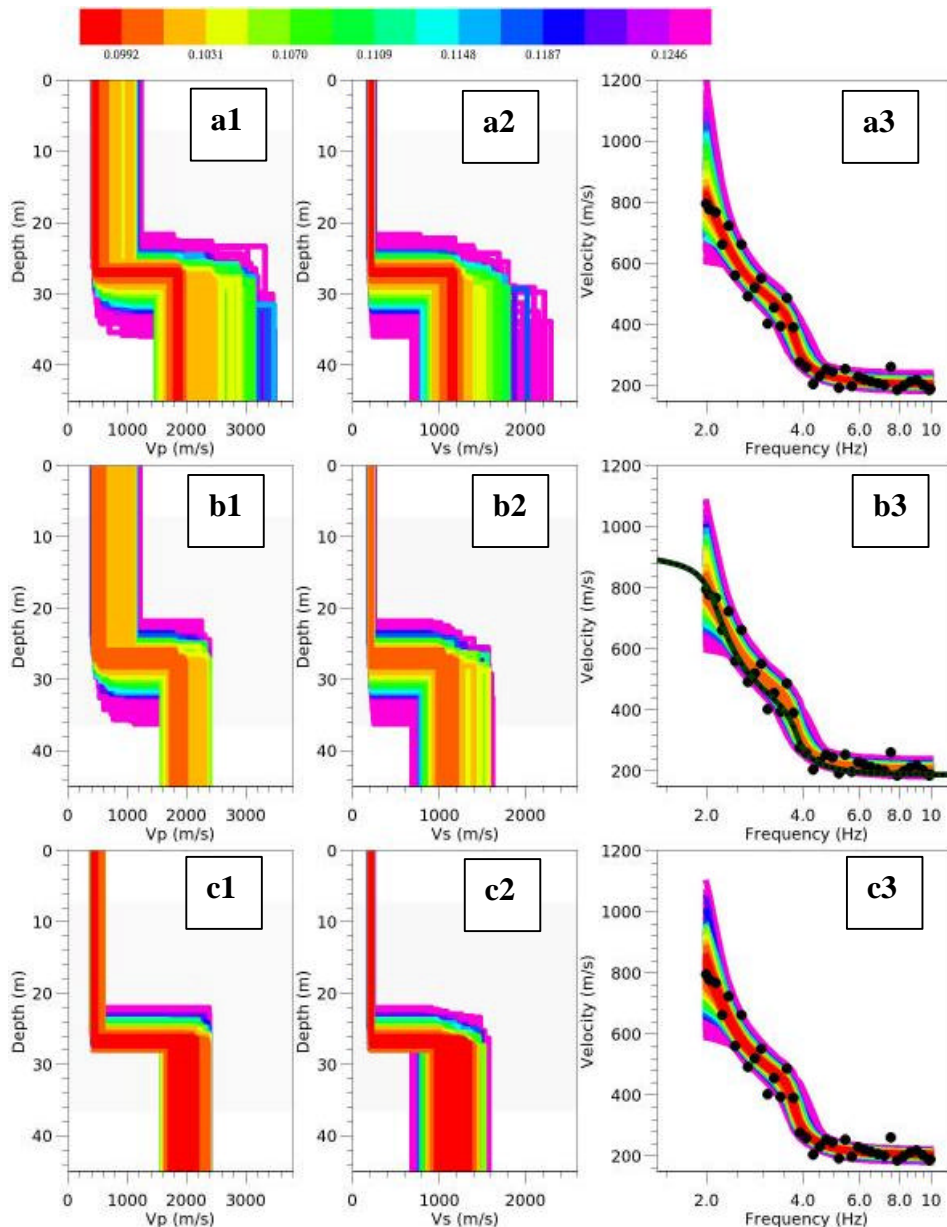 0.0992 0.1031 0.1070 0.1109 0.1148 0.1187 0.1246
a1
0
10
20
30
40
Depth (m)
0 1000 2000 3000
Vp (m/s)
a2
0
10
20
30
40
Depth (m)
0 1000 2000
Vs (m/s)
a3
1200
1000
800
600
400
200
Velocity (m/s)
2.0 4.0 6.0 8.0 10
Frequency (Hz)
b1
0
10
20
30
40
Depth (m)
0 1000 2000 3000
Vp (m/s)
b2
0
10
20
30
40
Depth (m)
0 1000 2000
Vs (m/s)
b3
1200
1000
800
600
400
200
Velocity (m/s)
2.0 4.0 6.0 8.0 10
Frequency (Hz)
c1
0
10
20
30
40
Depth (m)
0 1000 2000 3000
Vp (m/s)
c2
0
10
20
30
40
Depth (m)
0 1000 2000
Vs (m/s)
c3
1200
1000
800
600
400
200
Velocity (m/s)
2.0 4.0 6.0 8.0 10
Frequency (Hz)